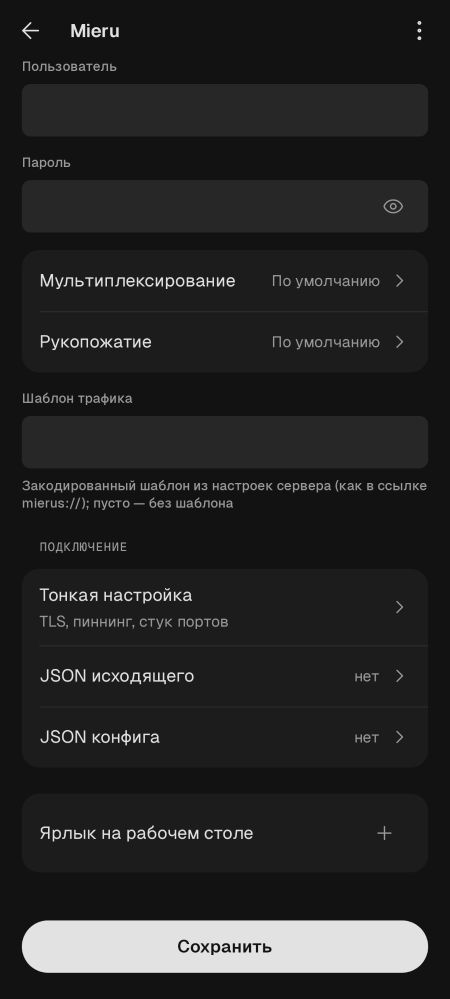 Mieru
Пользователь
Пароль
Мультиплексирование По умолчанию
Рукопожатие По умолчанию
Шаблон трафика
Закодированный шаблон из настроек сервера (как в ссылке
mierus://); пусто — без шаблона
ПОДКЛЮЧЕНИЕ
Тонкая настройка
TLS, пиннинг, стук портов
JSON исходящего нет
JSON конфига нет
Ярлык на рабочем столе
Сохранить